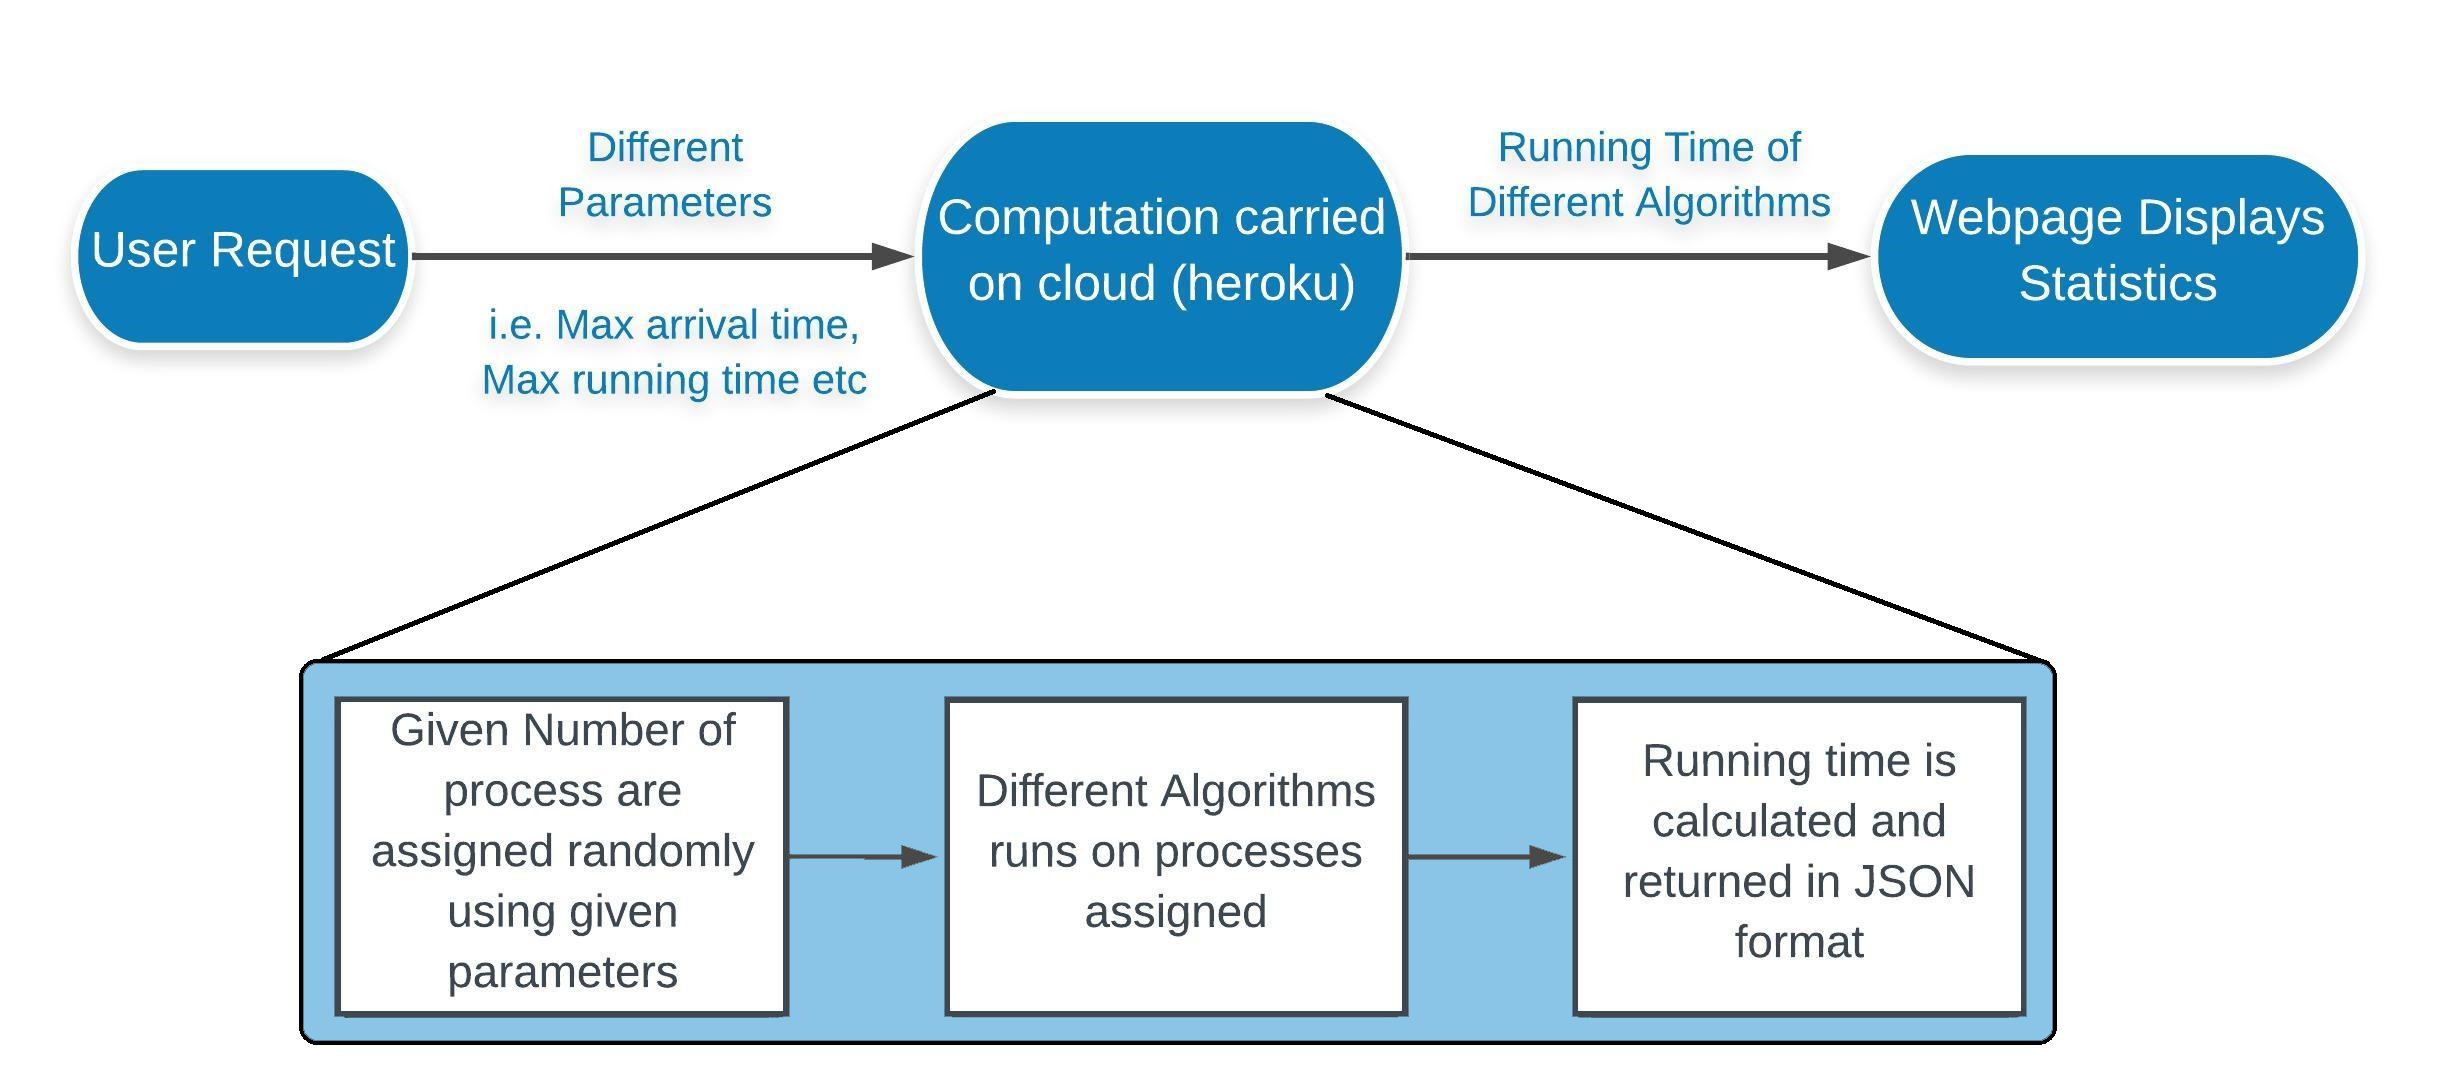 User Request
Different
Parameters
i.e. Max arrival time,
Max running time etc
Computation carried
on cloud (heroku)
Running Time of
Different Algorithms
Webpage Displays
Statistics
Given Number of
process are
assigned randomly
using given
parameters
Different Algorithms
runs on processes
assigned
Running time is
calculated and
returned in JSON
format